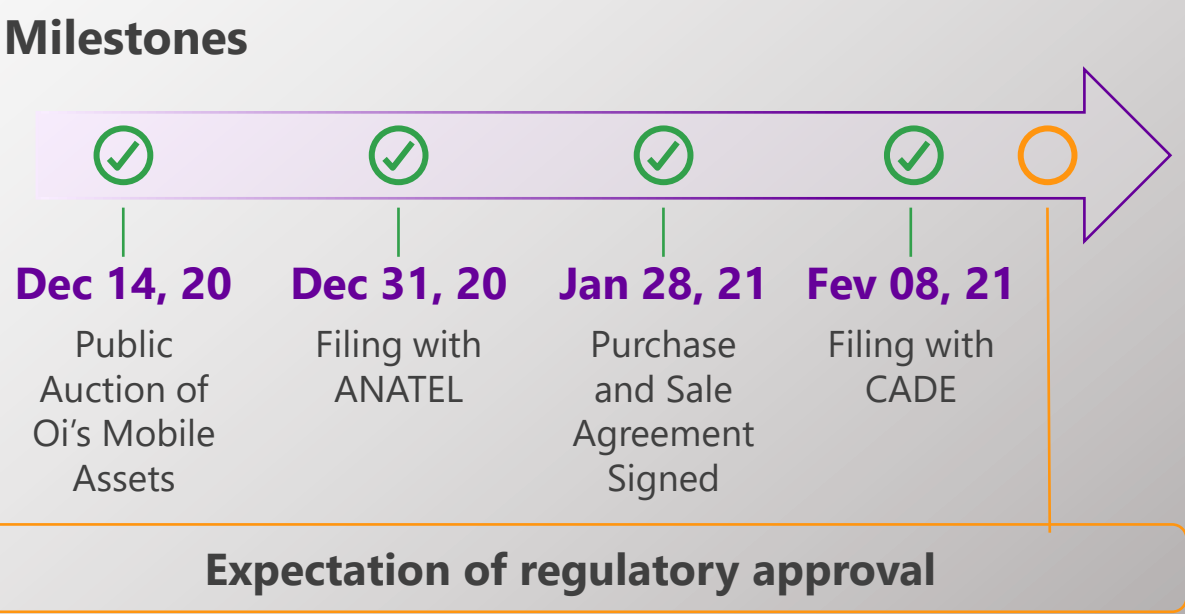 Milestones
Dec 14, 20
Public
Auction of
Oi's Mobile
Assets
Dec 31, 20
Filing with
ANATEL
Jan 28, 21
Purchase
and Sale
Agreement
Signed
Fev 08, 21
Filing with
CADE
Expectation of regulatory approval